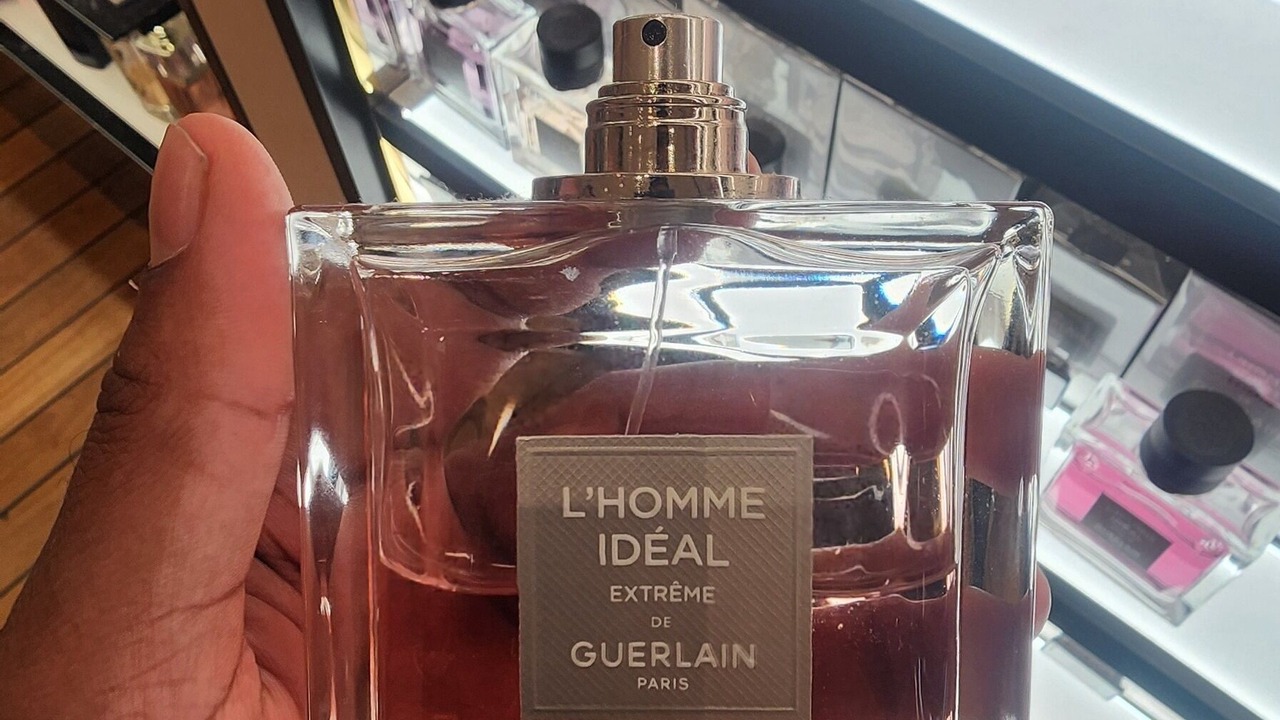 L'HOMME
IDÉAL
EXTRÊME
DE
GUERLAIN
PARIS